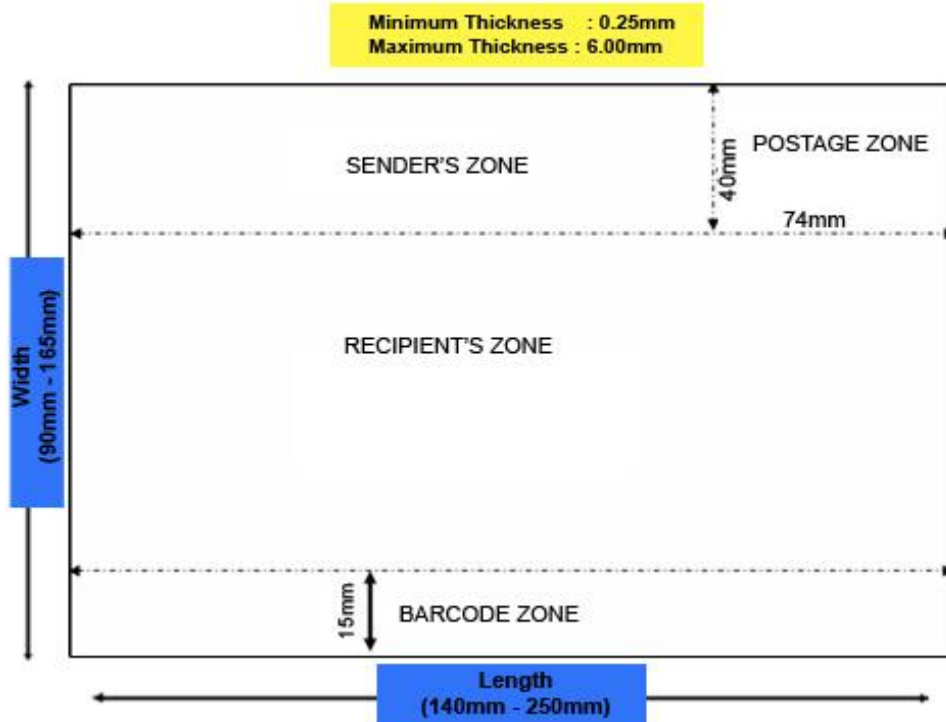 Minimum Thickness : 0.25mm
Maximum Thickness : 6.00mm
POSTAGE ZONE
SENDER'S ZONE
40mm
74mm
RECIPIENT'S ZONE
Width
(90mm - 165mm)
15mm
BARCODE ZONE
Length
(140mm - 250mm)